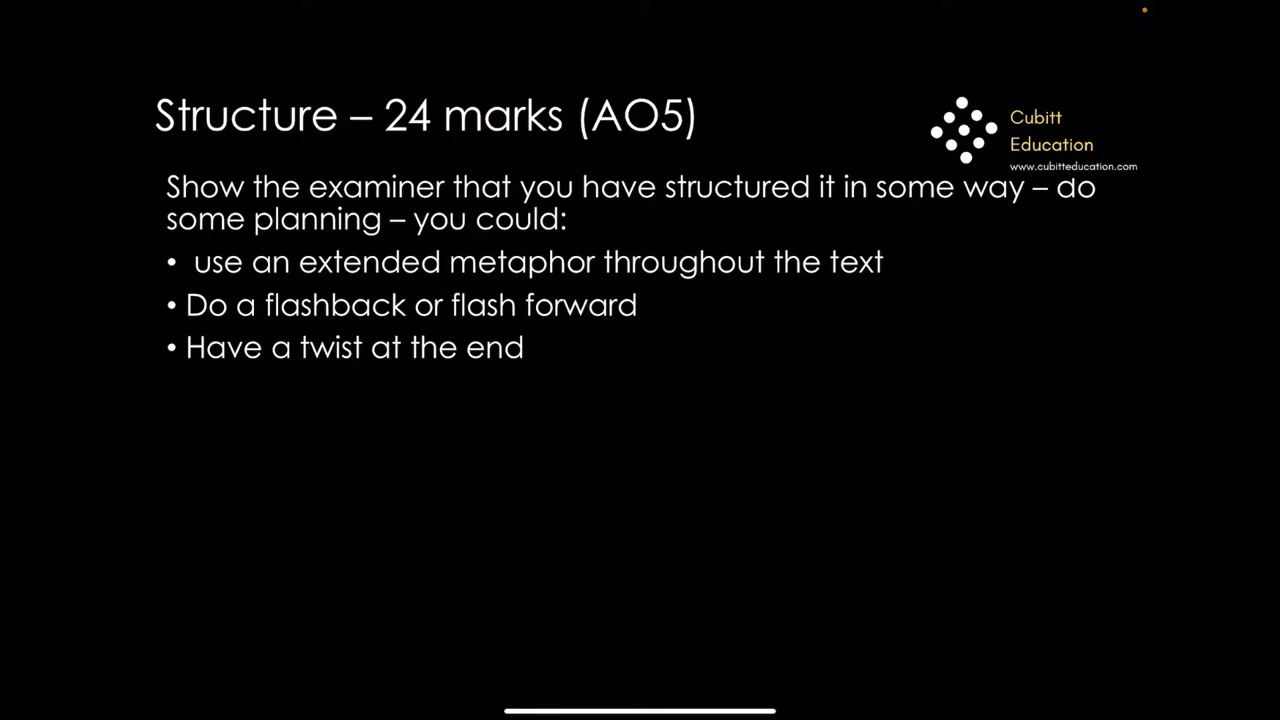 Structure – 24 marks (AO5)
Cubitt
Education
www.cubitteducation.com
Show the examiner that you have structured it in some way – do
some planning – you could:
•  use an extended metaphor throughout the text
• Do a flashback or flash forward
• Have a twist at the end